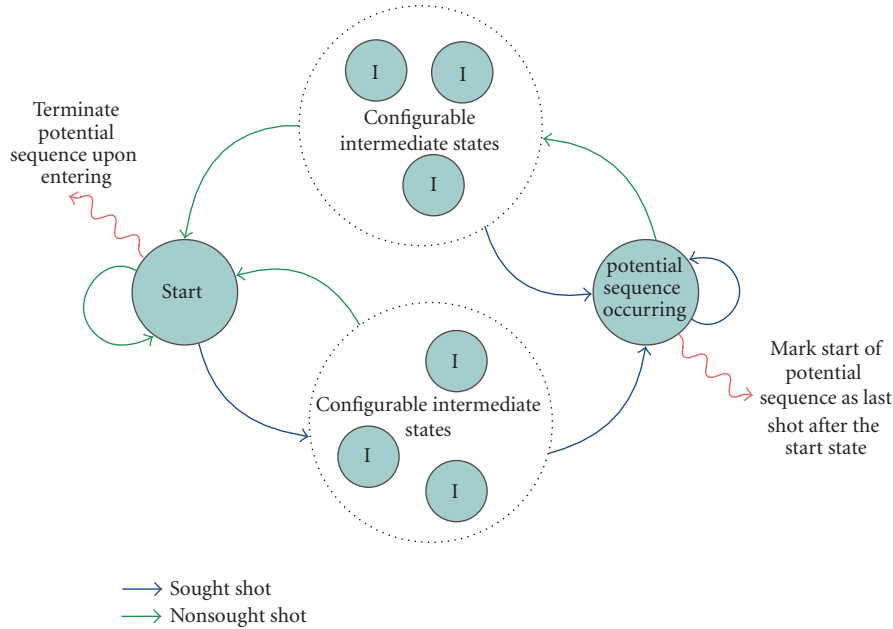 I
I
Configurable
intermediate states
I
Terminate
potential
sequence upon
entering
Start
potential
sequence
occurring
I
Configurable intermediate
states
I
I
Mark start of
potential
sequence as last
shot after the
start state
Sought shot
Nonsought shot